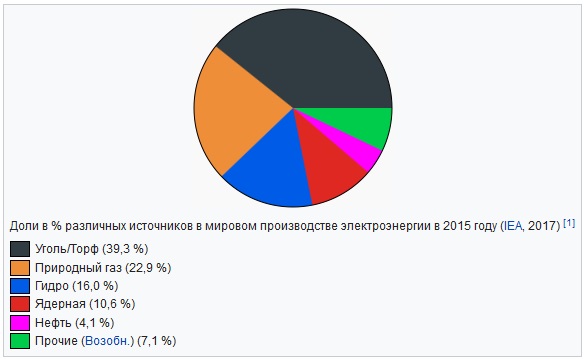 Доли в % различных источников в мировом производстве электроэнергии в 2015 году (IEA, 2017) [1]
Уголь/Торф (39,3 %)
Природный газ (22,9 %)
Гидро (16,0 %)
Ядерная (10,6 %)
Нефть (4,1 %)
Прочие (Возобн.) (7,1 %)